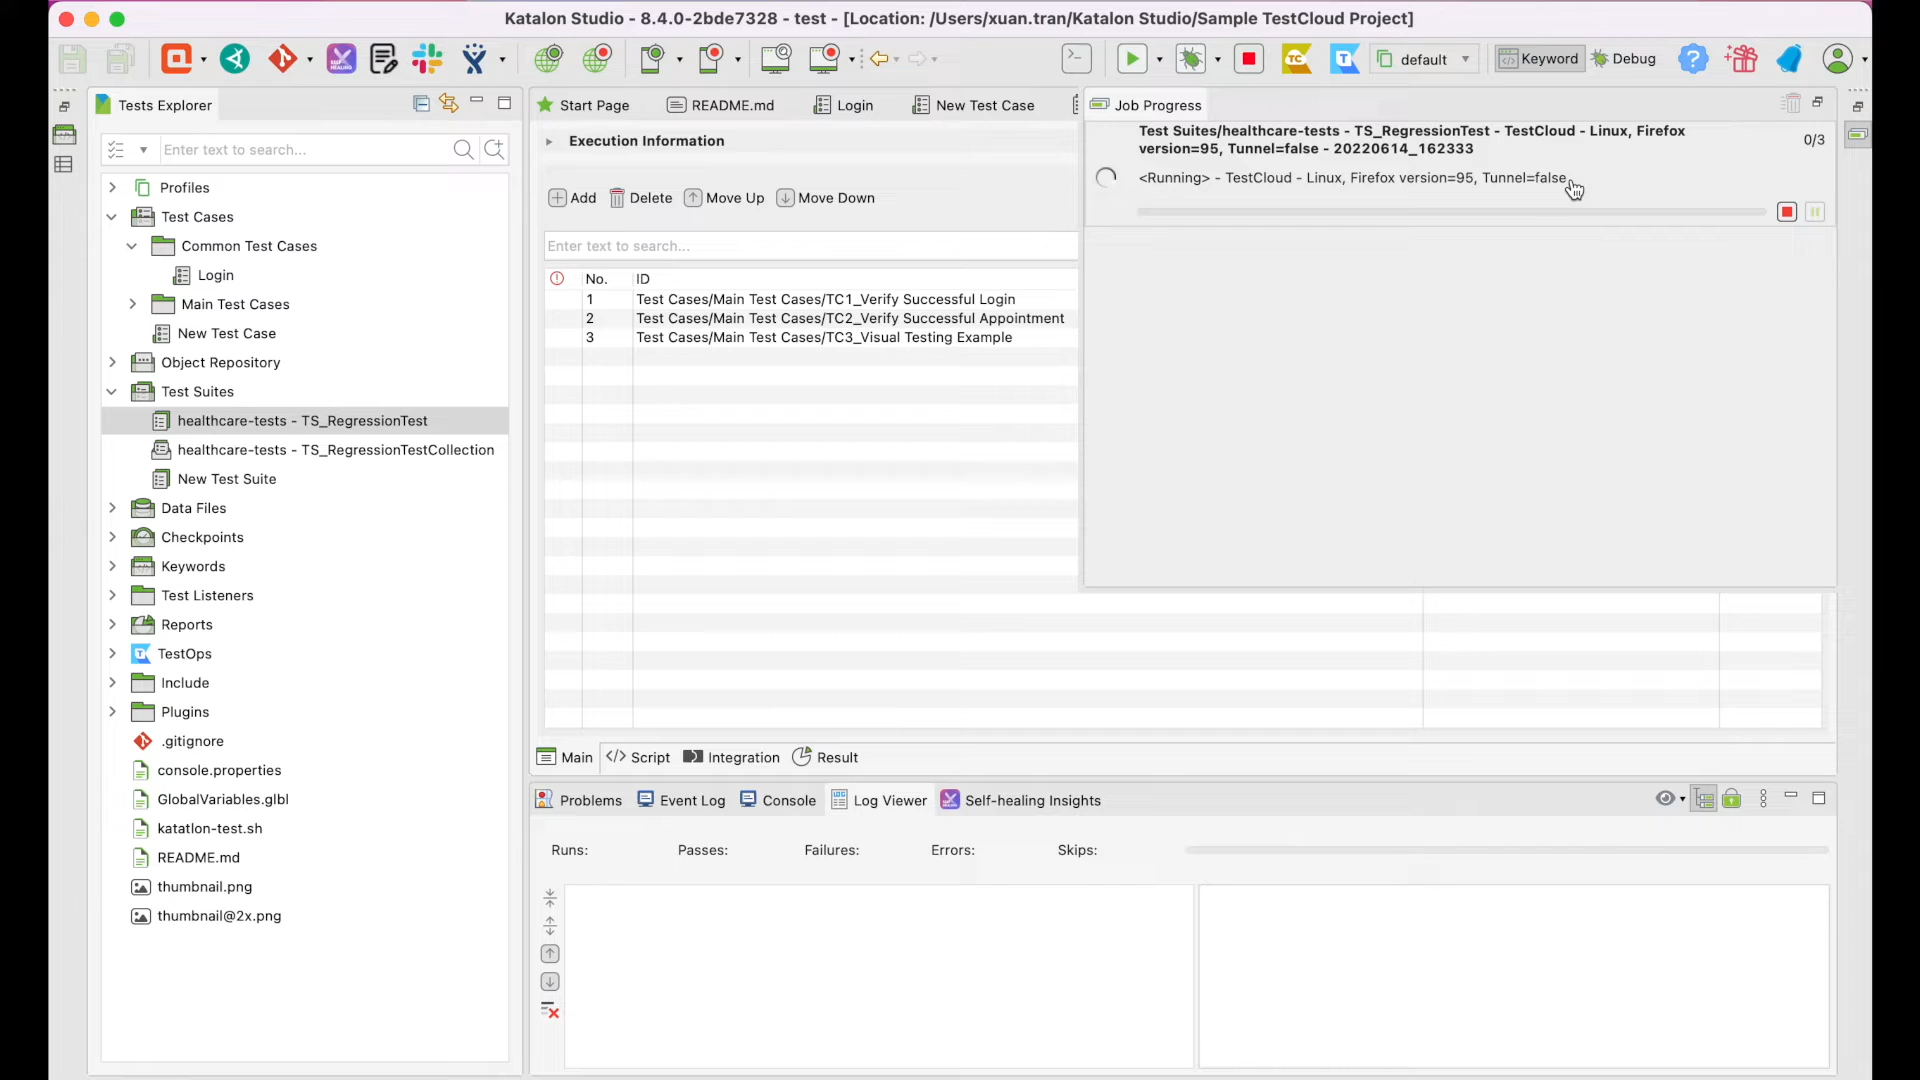 Katalon Studio - 8.4.0-2bde7328 - test - [Location: /Users/xuan.tran/Katalon Studio/Sample TestCloud Project]
TC
default
Keyword
Debug
Tests Explorer
Enter text to search...
Profiles
Test Cases
Common Test Cases
Login
Main Test Cases
New Test Case
Object Repository
Test Suites
healthcare-tests - TS_RegressionTest
healthcare-tests - TS_RegressionTestCollection
New Test Suite
Data Files
Checkpoints
Keywords
Test Listeners
Reports
TestOps
Include
Plugins
.gitignore
console.properties
GlobalVariables.glbl
katatlon-test.sh
README.md
thumbnail.png
thumbnail@2x.png
Start Page
README.md
Login
New Test Case
Execution Information
Add
Delete
Move Up
Move Down
Enter text to search...
No. ID
1 Test Cases/Main Test Cases/TC1_Verify Successful Login
2 Test Cases/Main Test Cases/TC2_Verify Successful Appointment
3 Test Cases/Main Test Cases/TC3_Visual Testing Example
Job Progress
Test Suites/healthcare-tests - TS_RegressionTest - TestCloud - Linux, Firefox
version=95, Tunnel=false - 20220614_162333
0/3
<Running> - TestCloud - Linux, Firefox version=95, Tunnel=false
Main
Script
Integration
Result
Problems
Event Log
Console
Log Viewer
Self-healing Insights
Runs:
Passes:
Failures:
Errors:
Skips: